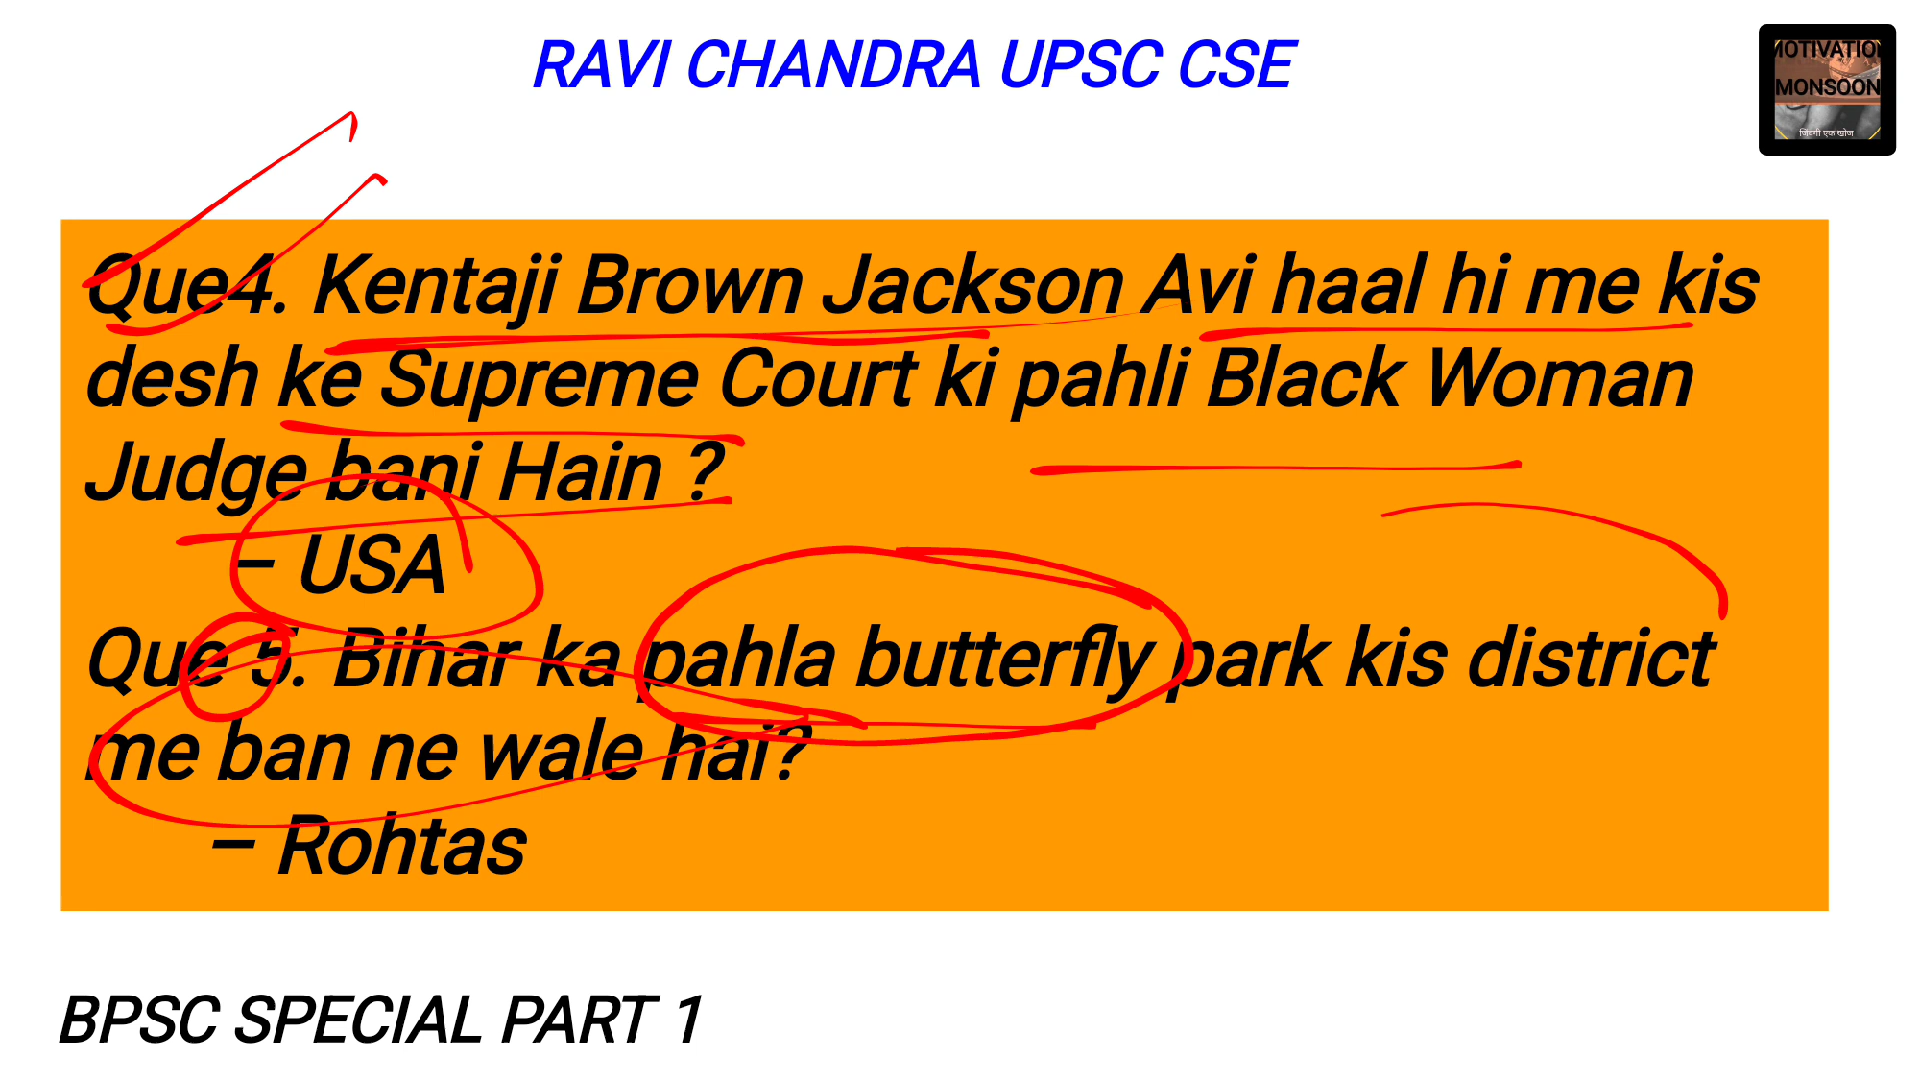 RAVI CHANDRA UPSC CSE
MOTIVATION
MONSOON
जिंदगी एक खोज
Que4. Kentaji Brown Jackson Avi haal hi me kis
desh ke Supreme Court ki pahli Black Woman
Judge bani Hain ?
– USA
Que 5. Bihar ka pahla butterfly park kis district
me ban ne wale hai?
– Rohtas
BPSC SPECIAL PART 1